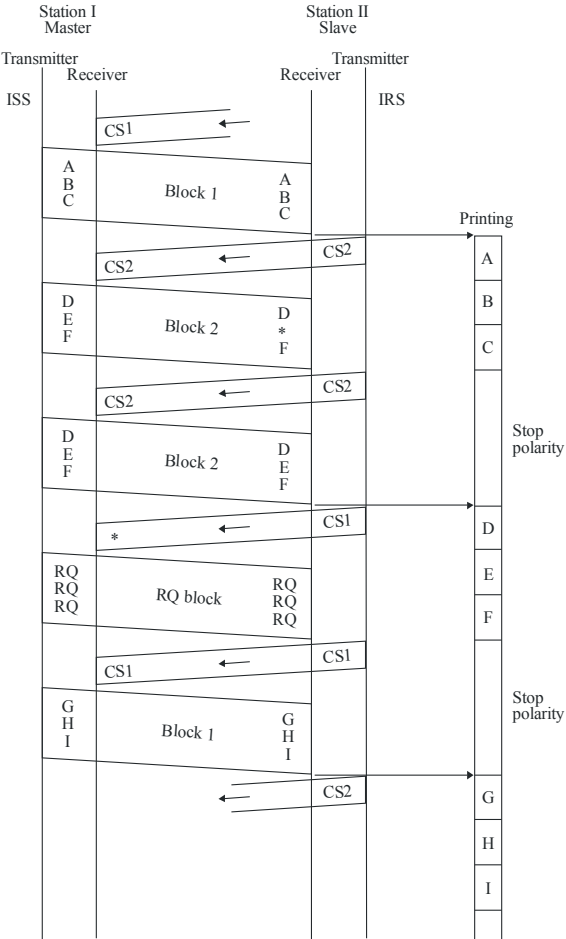 Station I
Master
Station II
Slave
Transmitter
Receiver
Receiver
Transmitter
ISS
IRS
CS1
A
B
C
Block 1
A
B
C
Printing
CS2
CS2
A
B
C
D
E
F
Block 2
D
*
F
CS2
CS2
Stop
polarity
D
E
F
Block 2
D
E
F
*
CS1
D
E
F
RQ
RQ
RQ
RQ block
RQ
RQ
RQ
CS1
CS1
Stop
polarity
G
H
I
Block 1
G
H
I
CS2
G
H
I